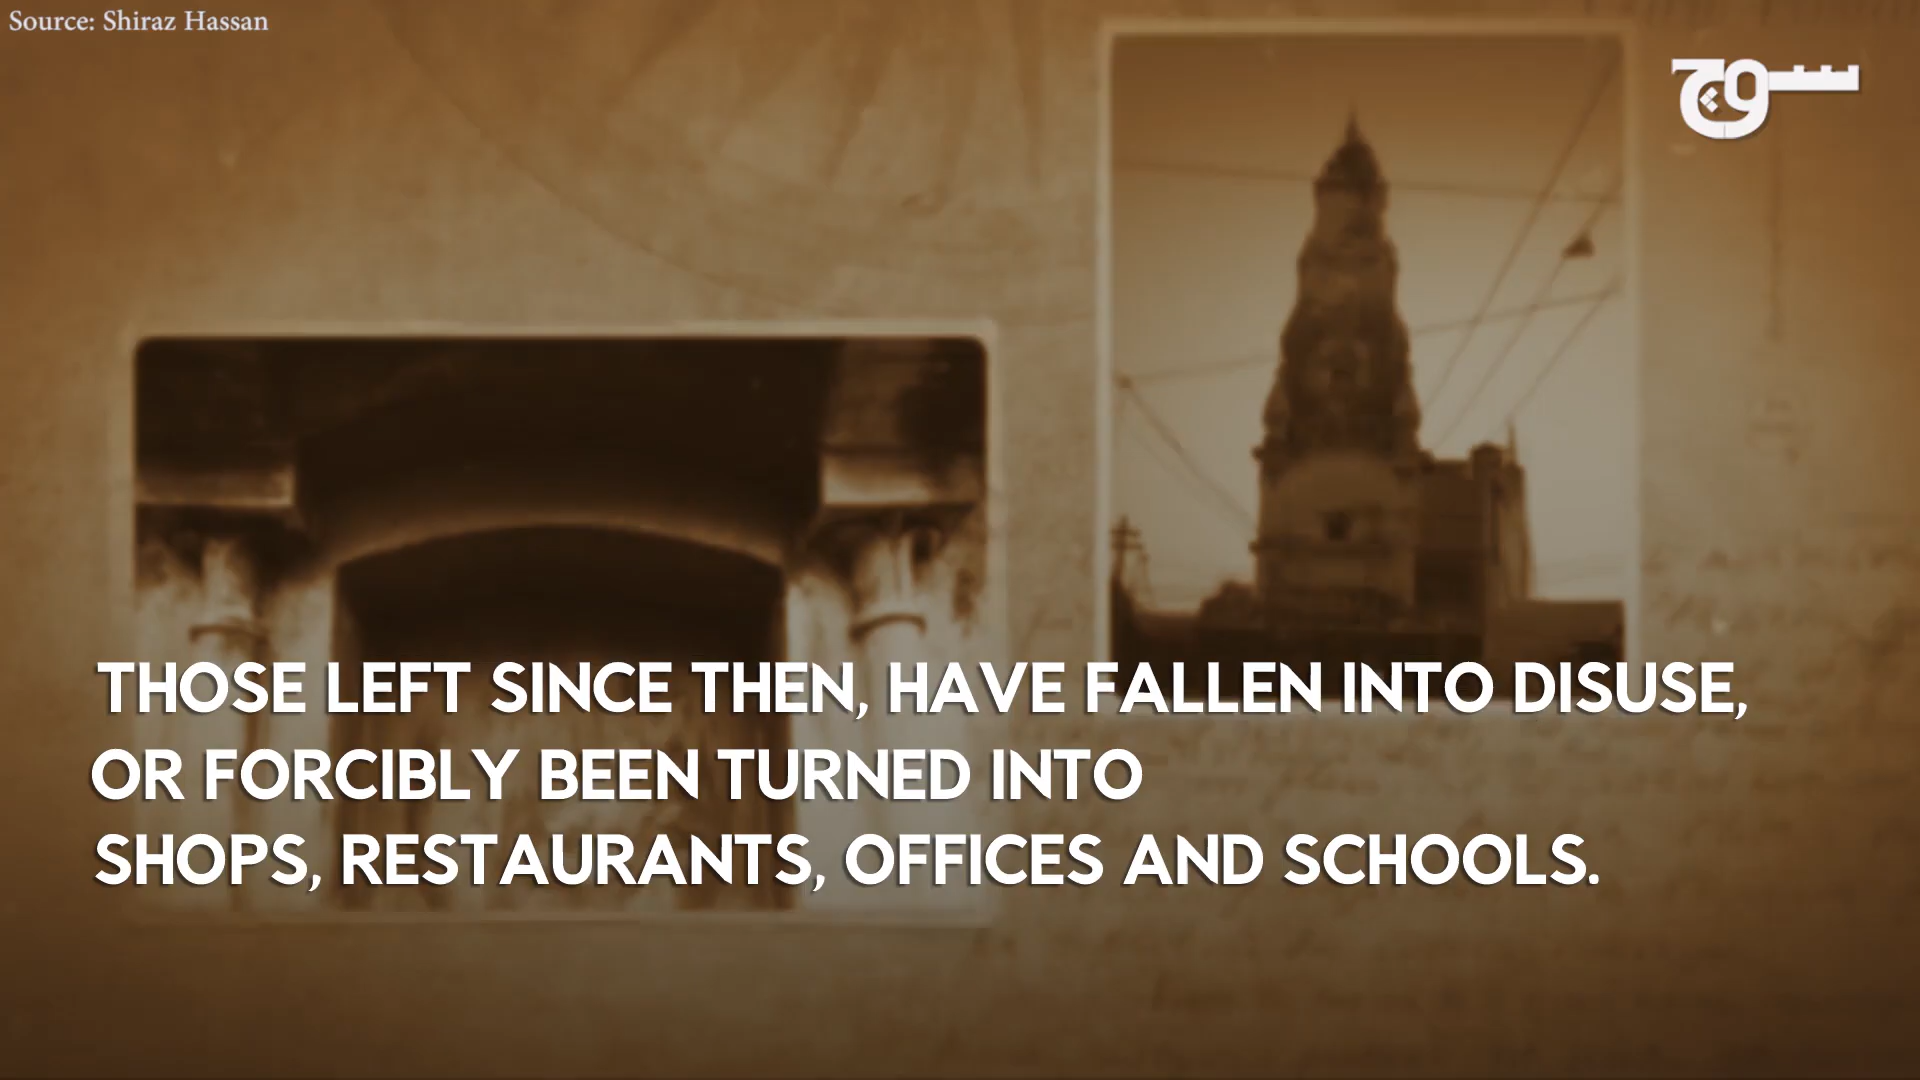 Source: Shiraz Hassan
سوچ
THOSE LEFT SINCE THEN, HAVE FALLEN INTO DISUSE,
OR FORCIBLY BEEN TURNED INTO
SHOPS, RESTAURANTS, OFFICES AND SCHOOLS.